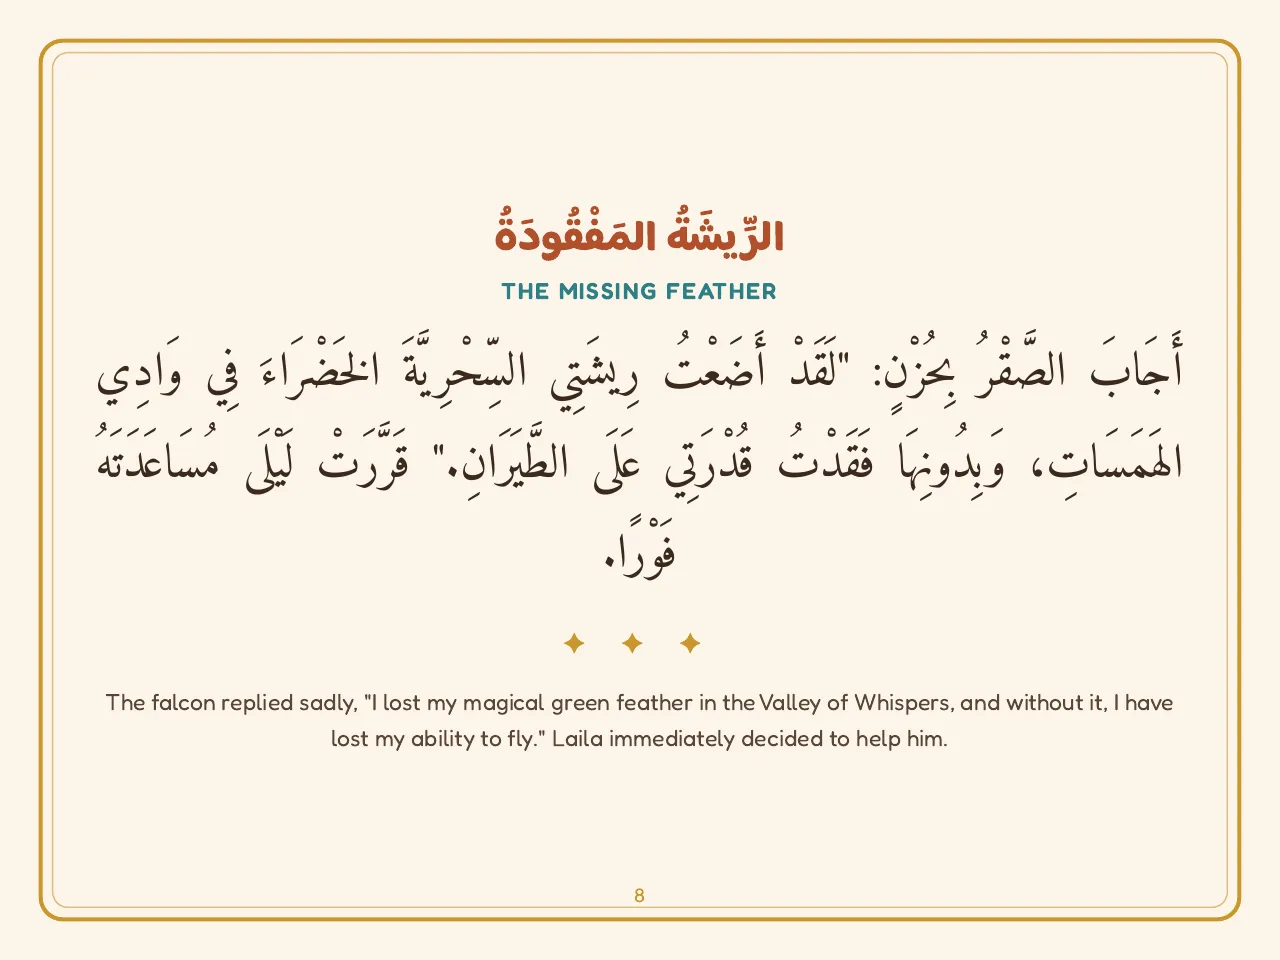 الرِّيشَةُ المَفْقُودَةُ
THE MISSING FEATHER
أَجَابَ الصَّقْرُ بِحُزْنٍ: "لَقَدْ أَضَعْتُ رِيشَتِي السِّحْرِيَّةَ الخَضْرَاءَ فِي وَادِي
الهَمَسَاتِ، وَبِدُونِهَا فَقَدْتُ قُدْرَتِي عَلَى الطَّيَرَانِ." قَرَّرَتْ لَيْلَى مُسَاعَدَتَهُ
فَوْرًا.
The falcon replied sadly, "I lost my magical green feather in the Valley of Whispers, and without it, I have
lost my ability to fly." Laila immediately decided to help him.
8